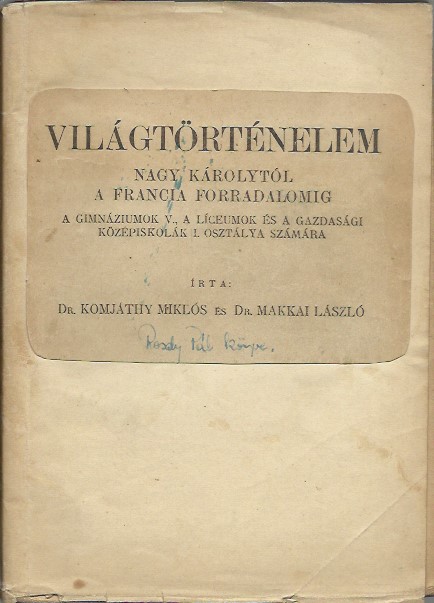 VILÁGTÖRTÉNELEM
NAGY KÁROLYTÓL
A FRANCIA FORRADALOMIG
A GIMNÁZIUMOK V., A LÍCEUMOK ÉS A GAZDASÁGI
KÖZÉPISKOLÁK I. OSZTÁLYA SZÁMÁRA
ÍRTA:
DR. KOMJÁTHY MIKLÓS ÉS DR. MAKKAI LÁSZLÓ
Pál könyve.